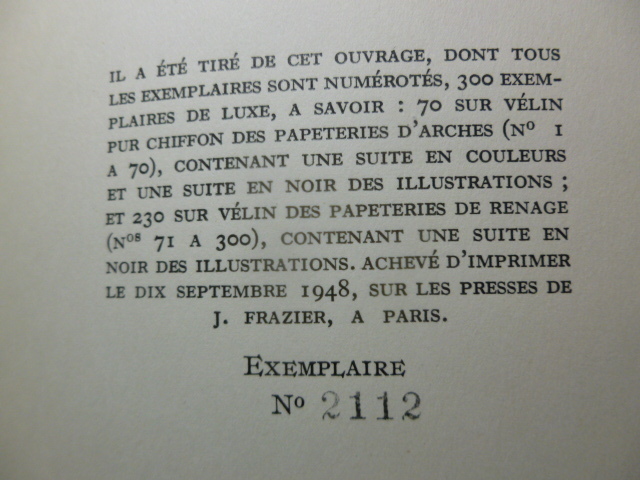 IL A ÉTÉ TIRÉ DE CET OUVRAGE, DONT TOUS
LES EXEMPLAIRES SONT NUMÉROTÉS, 300 EXEM-
PLAIRES DE LUXE, A SAVOIR : 70 SUR VÉLIN
PUR CHIFFON DES PAPETERIES D'ARCHES (Nº 1
A 70), CONTENANT UNE SUITE EN COULEURS
ET UNE SUITE EN NOIR DES ILLUSTRATIONS ;
ET 230 SUR VÉLIN DES PAPETERIES DE RENAGE
(Nos 71 A 300), CONTENANT UNE SUITE EN
NOIR DES ILLUSTRATIONS. ACHEVÉ D'IMPRIMER
LE DIX SEPTEMBRE 1948, SUR LES PRESSES DE
J. FRAZIER, A PARIS.
EXEMPLAIRE
Nº 2112